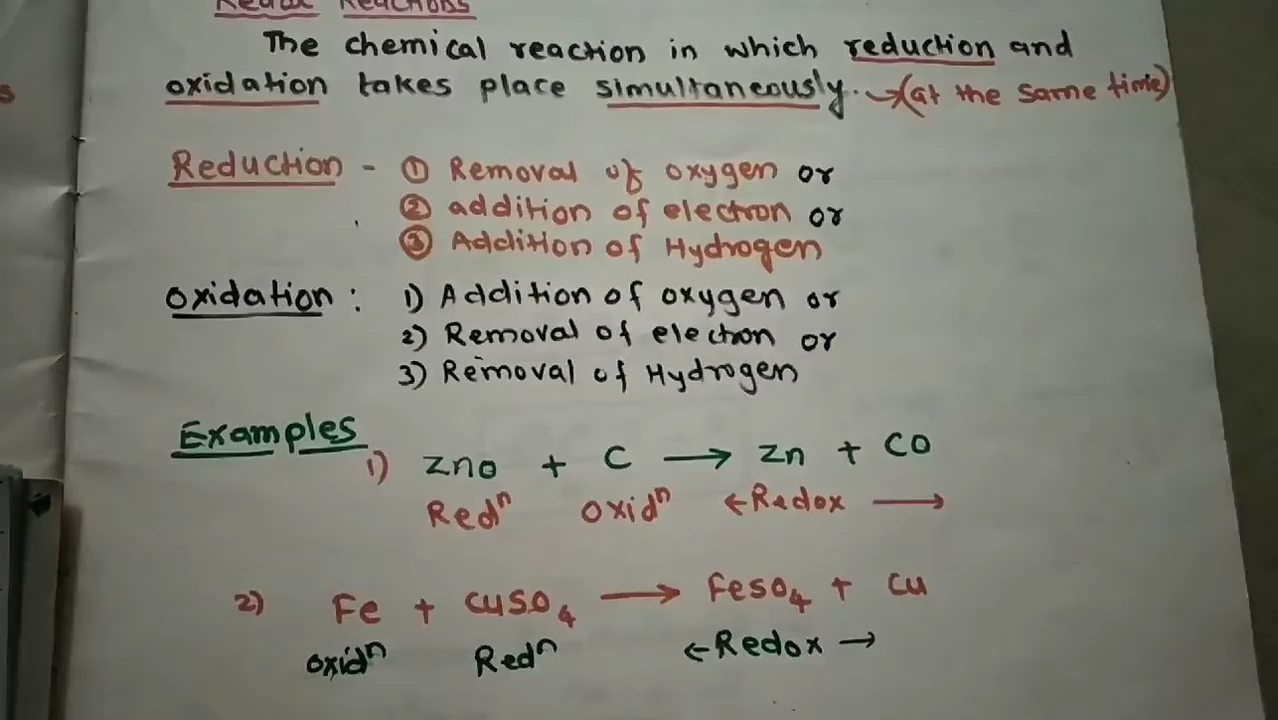 Redox Reactions
The chemical reaction in which reduction and
oxidation takes place simultaneously. → (at the same time)
Reduction - ① Removal of oxygen or
② addition of electron or
③ Addition of Hydrogen
Oxidation : 1) Addition of oxygen or
2) Removal of electron or
3) Removal of Hydrogen
Examples
1) ZnO + C → Zn + CO
Redⁿ oxidⁿ ← Redox →
2) Fe + CuSO₄ → FeSO₄ + Cu
oxidⁿ Redⁿ ← Redox →